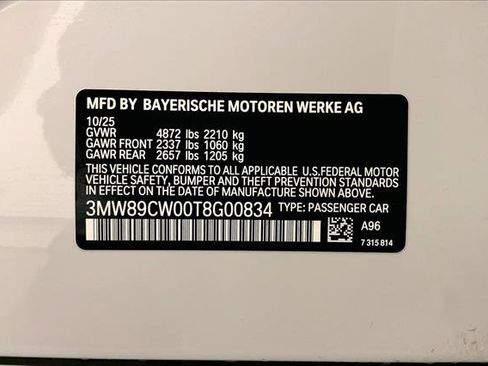 MFD BY BAYERISCHE MOTOREN WERKE AG
10/25
GVWR 4872 lbs 2210 kg
GAWR FRONT 2337 lbs 1060 kg
GAWR REAR 2657 lbs 1205 kg
THIS VEHICLE CONFORMS TO ALL APPLICABLE U.S.FEDERAL MOTOR
VEHICLE SAFETY, BUMPER AND THEFT PREVENTION STANDARDS
IN EFFECT ON THE DATE OF MANUFACTURE SHOWN ABOVE.
3MW89CW00T8G00834 TYPE: PASSENGER CAR
A96
7 315 814